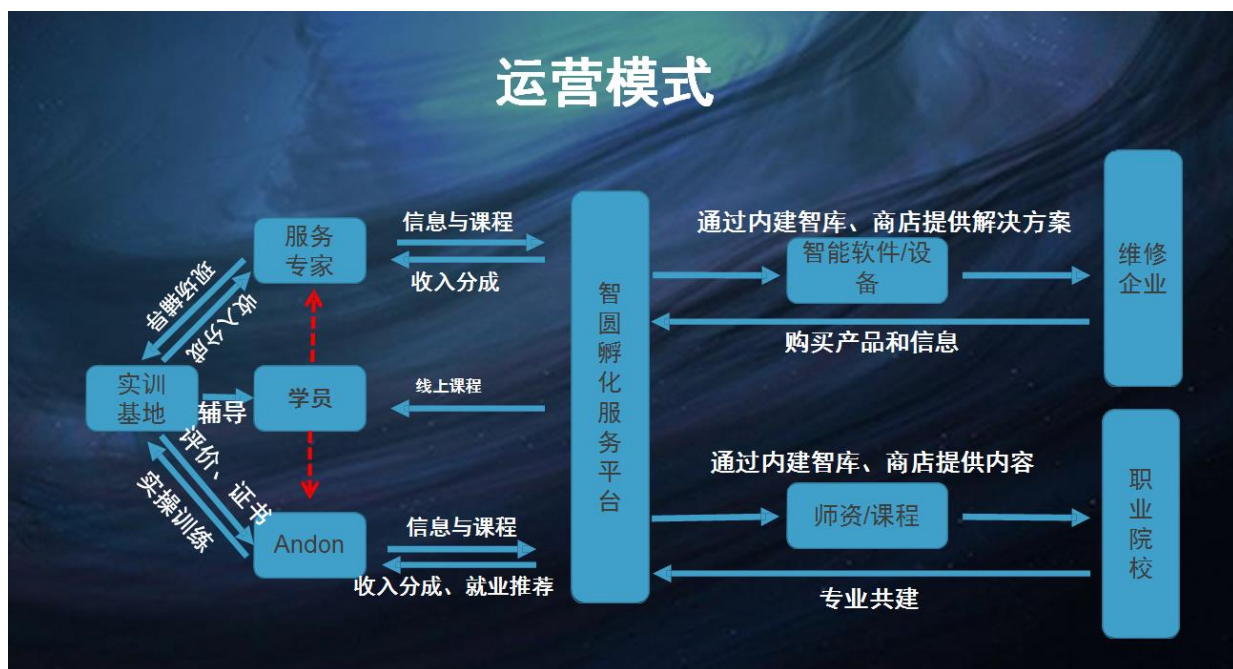 运营模式
服务
专家
信息与课程
收入分成
现场辅导
收入分成
实训
基地
辅导
学员
线上课程
评价、证书
实操训练
Andon
信息与课程
收入分成、就业推荐
智
圆
孵
化
服
务
平
台
通过内建智库、商店提供解决方案
智能软件/设
备
购买产品和信息
维修
企业
通过内建智库、商店提供内容
师资/课程
专业共建
职
业
院
校